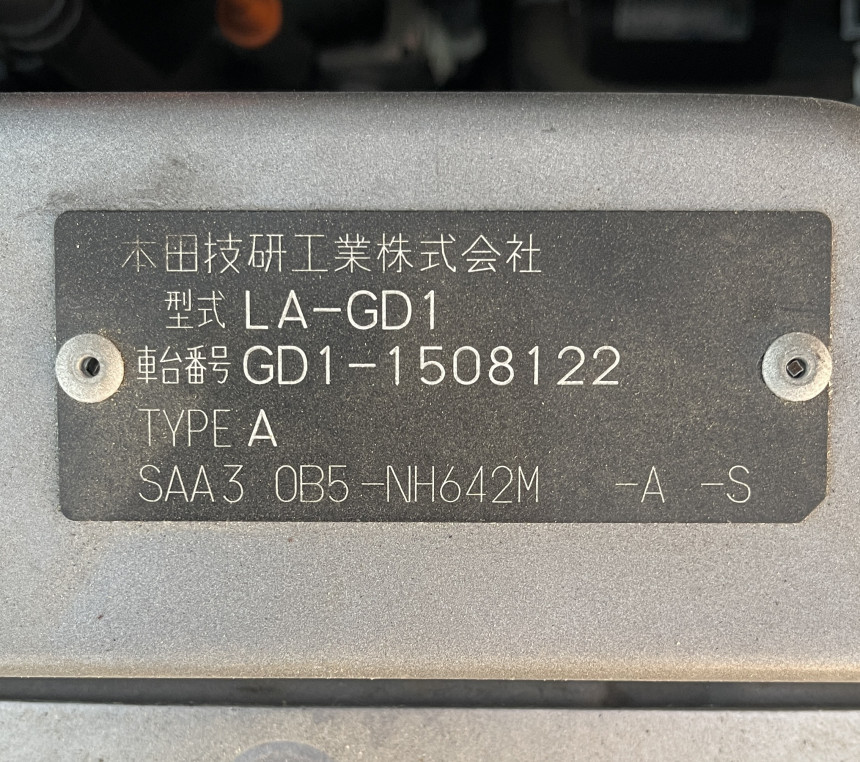 本田技研工業株式会社
型式 LA-GD1
車台番号 GD1-1508122
TYPE A
SAA3 0B5-NH642M -A -S